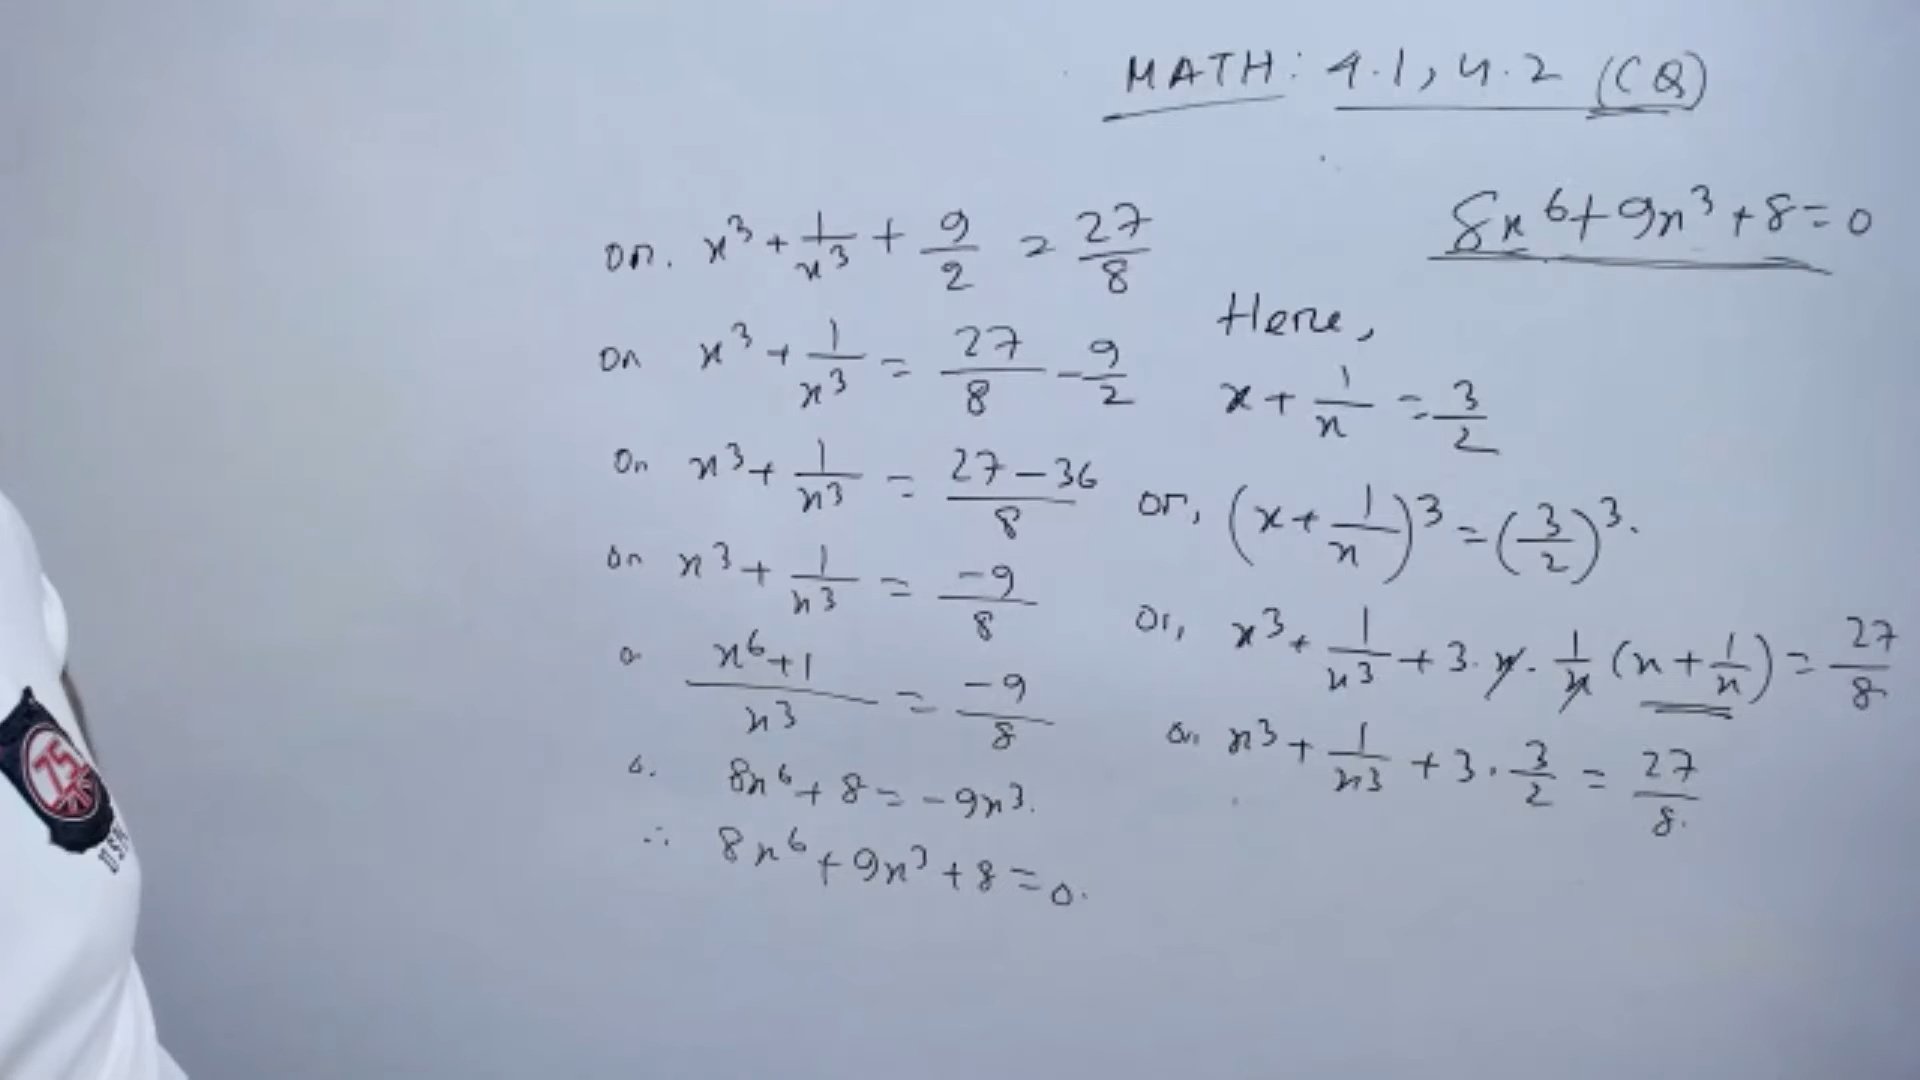 MATH: 4.1, 4.2 (CQ)
8x⁶+9x³+8=0
Here,
x + 1/x = 3/2
or, (x + 1/x)³ = (3/2)³.
or, x³ + 1/x³ + 3.x.1/x (x + 1/x) = 27/8
or x³ + 1/x³ + 3.3/2 = 27/8.
or. x³ + 1/x³ + 9/2 = 27/8
or x³ + 1/x³ = 27/8 - 9/2
or x³ + 1/x³ = 27-36/8
or x³ + 1/x³ = -9/8
o x⁶+1/x³ = -9/8
o. 8x⁶+8 = -9x³.
∴ 8x⁶+9x³+8=0.
75